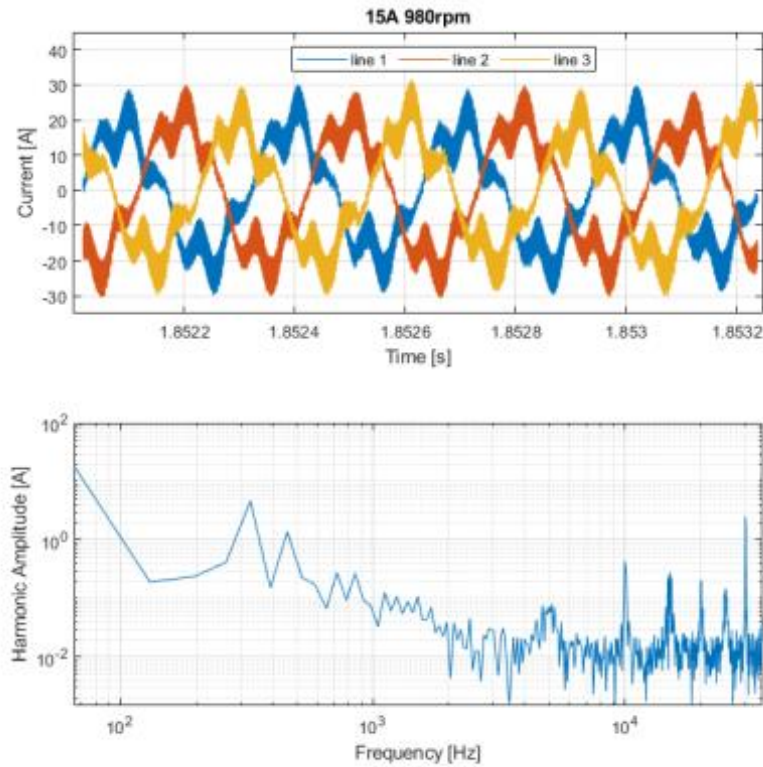 15A 980rpm
line 1 line 2 line 3
Current [A]
40
30
20
10
0
-10
-20
-30
1.8522 1.8524 1.8526 1.8528 1.853 1.8532
Time [s]
Harmonic Amplitude [A]
10^2
10^0
10^-2
10^2 10^3 10^4
Frequency [Hz]